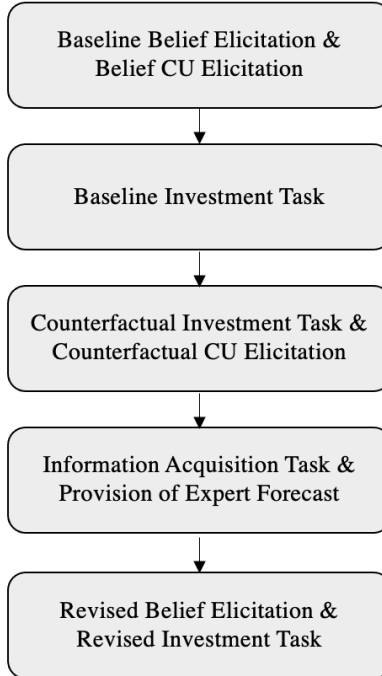 Baseline Belief Elicitation &
Belief CU Elicitation
Baseline Investment Task
Counterfactual Investment Task &
Counterfactual CU Elicitation
Information Acquisition Task &
Provision of Expert Forecast
Revised Belief Elicitation &
Revised Investment Task